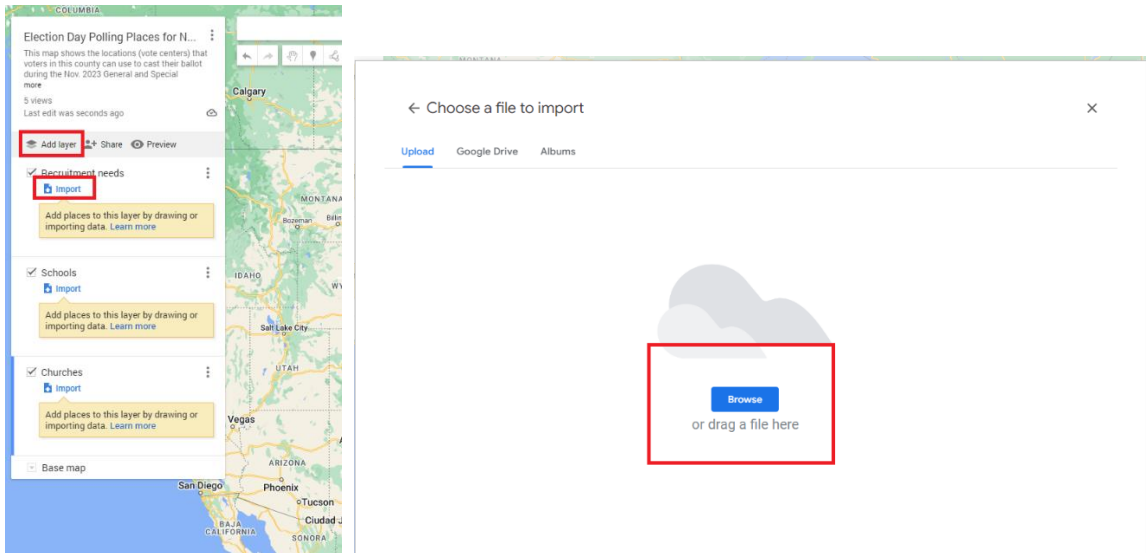 COLUMBIA
Election Day Polling Places for N...
This map shows the locations (vote centers) that
voters in this county can use to cast their ballot
during the Nov. 2023 General and Special
more
5 views
Last edit was seconds ago
Add layer
Share
Preview
Recruitment needs
Import
Add places to this layer by drawing or
importing data. Learn more
Schools
Import
Add places to this layer by drawing or
importing data. Learn more
Churches
Import
Add places to this layer by drawing or
importing data. Learn more
Base map
Calgary
MONTANA
Bozeman
Billin
IDAHO
WY
Salt Lake City
UTAH
Vegas
ARIZONA
San Diego
Phoenix
Tucson
Ciudad J
BAJA
CALIFORNIA
SONORA
MONTANA
← Choose a file to import
Upload Google Drive Albums
Browse
or drag a file here